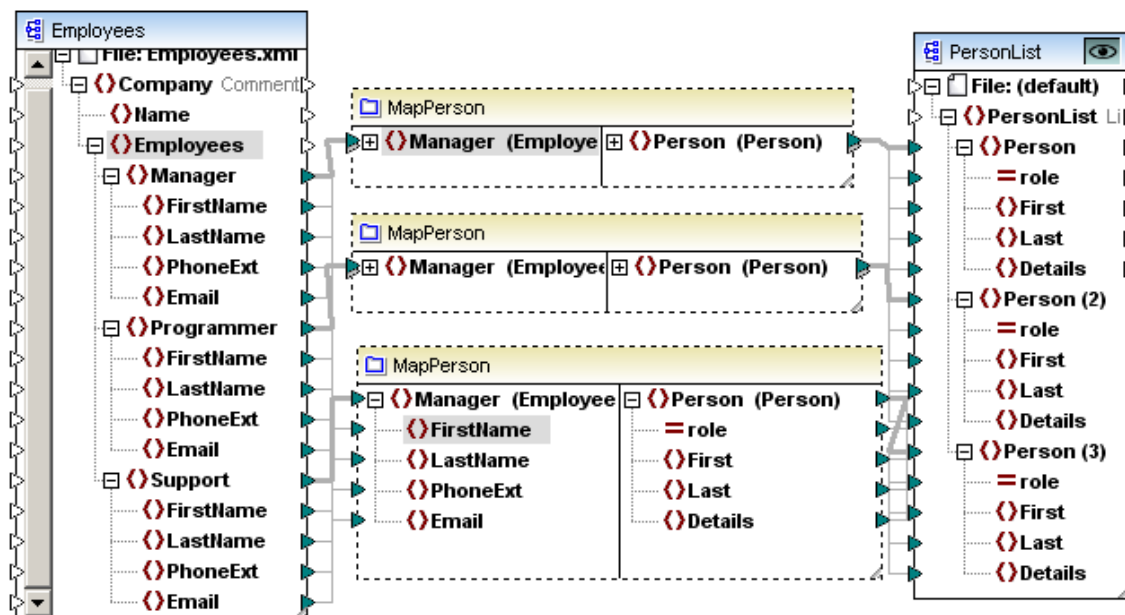 Employees
File: Employees.xml
Company Comment
Name
Employees
Manager
FirstName
LastName
PhoneExt
Email
Programmer
FirstName
LastName
PhoneExt
Email
Support
FirstName
LastName
PhoneExt
Email
MapPerson
Manager (Employe Person (Person)
MapPerson
Manager (Employee Person (Person)
MapPerson
Manager (Employee Person (Person)
FirstName role
LastName First
PhoneExt Last
Email Details
PersonList
File: (default)
PersonList Li
Person
role
First
Last
Details
Person (2)
role
First
Last
Details
Person (3)
role
First
Last
Details